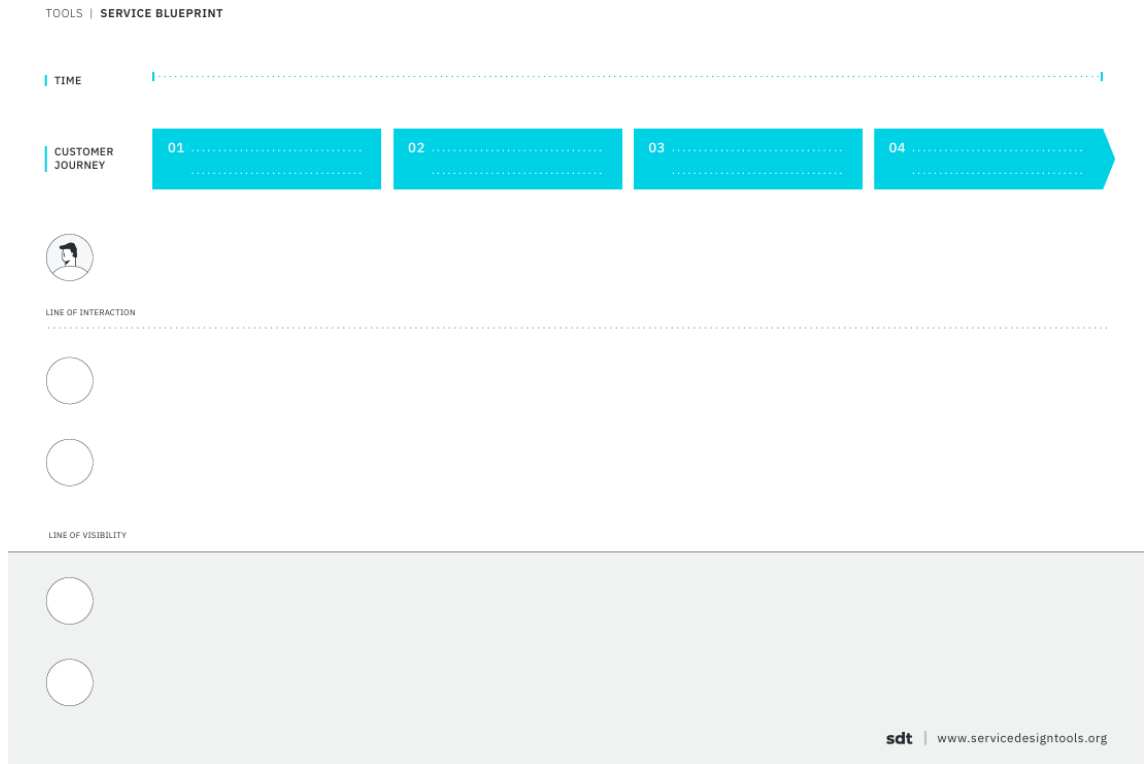 TOOLS | SERVICE BLUEPRINT
TIME
CUSTOMER
JOURNEY
01
02
03
04
LINE OF INTERACTION
LINE OF VISIBILITY
sdt | www.servicedesigntools.org